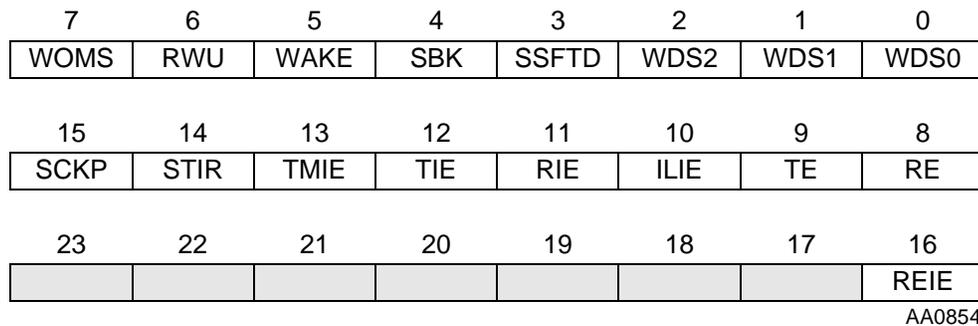 7 6 5 4 3 2 1 0
WOMS RWU WAKE SBK SSFTD WDS2 WDS1 WDS0
15 14 13 12 11 10 9 8
SCKP STIR TMIE TIE RIE ILIE TE RE
23 22 21 20 19 18 17 16
REIE
AA0854